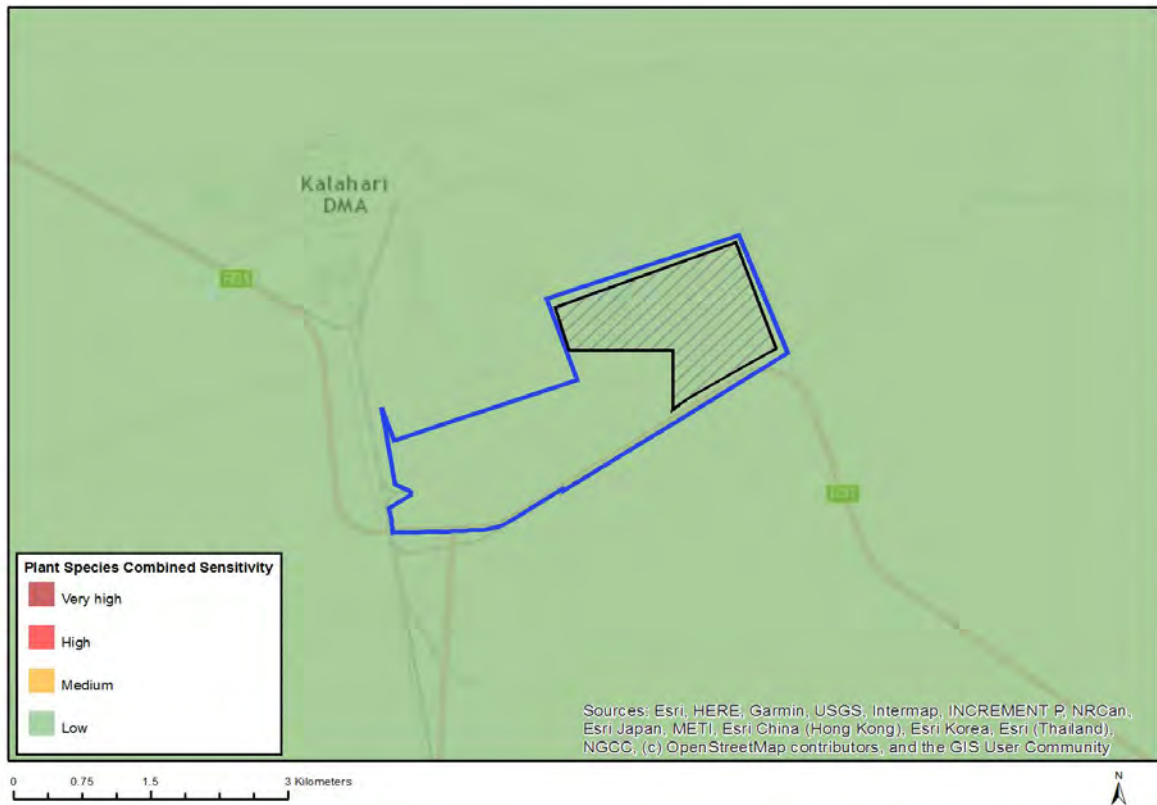 Kalahari
DMA
Plant Species Combined Sensitivity
Very high
High
Medium
Low
Sources: Esri, HERE, Garmin, USGS, Intermap, INCREMENT P, NRCan,
Esri Japan, METI, Esri China (Hong Kong), Esri Korea, Esri (Thailand),
NGCC, (c) OpenStreetMap contributors, and the GIS User Community
0 0.75 1.5 3 Kilometers
N